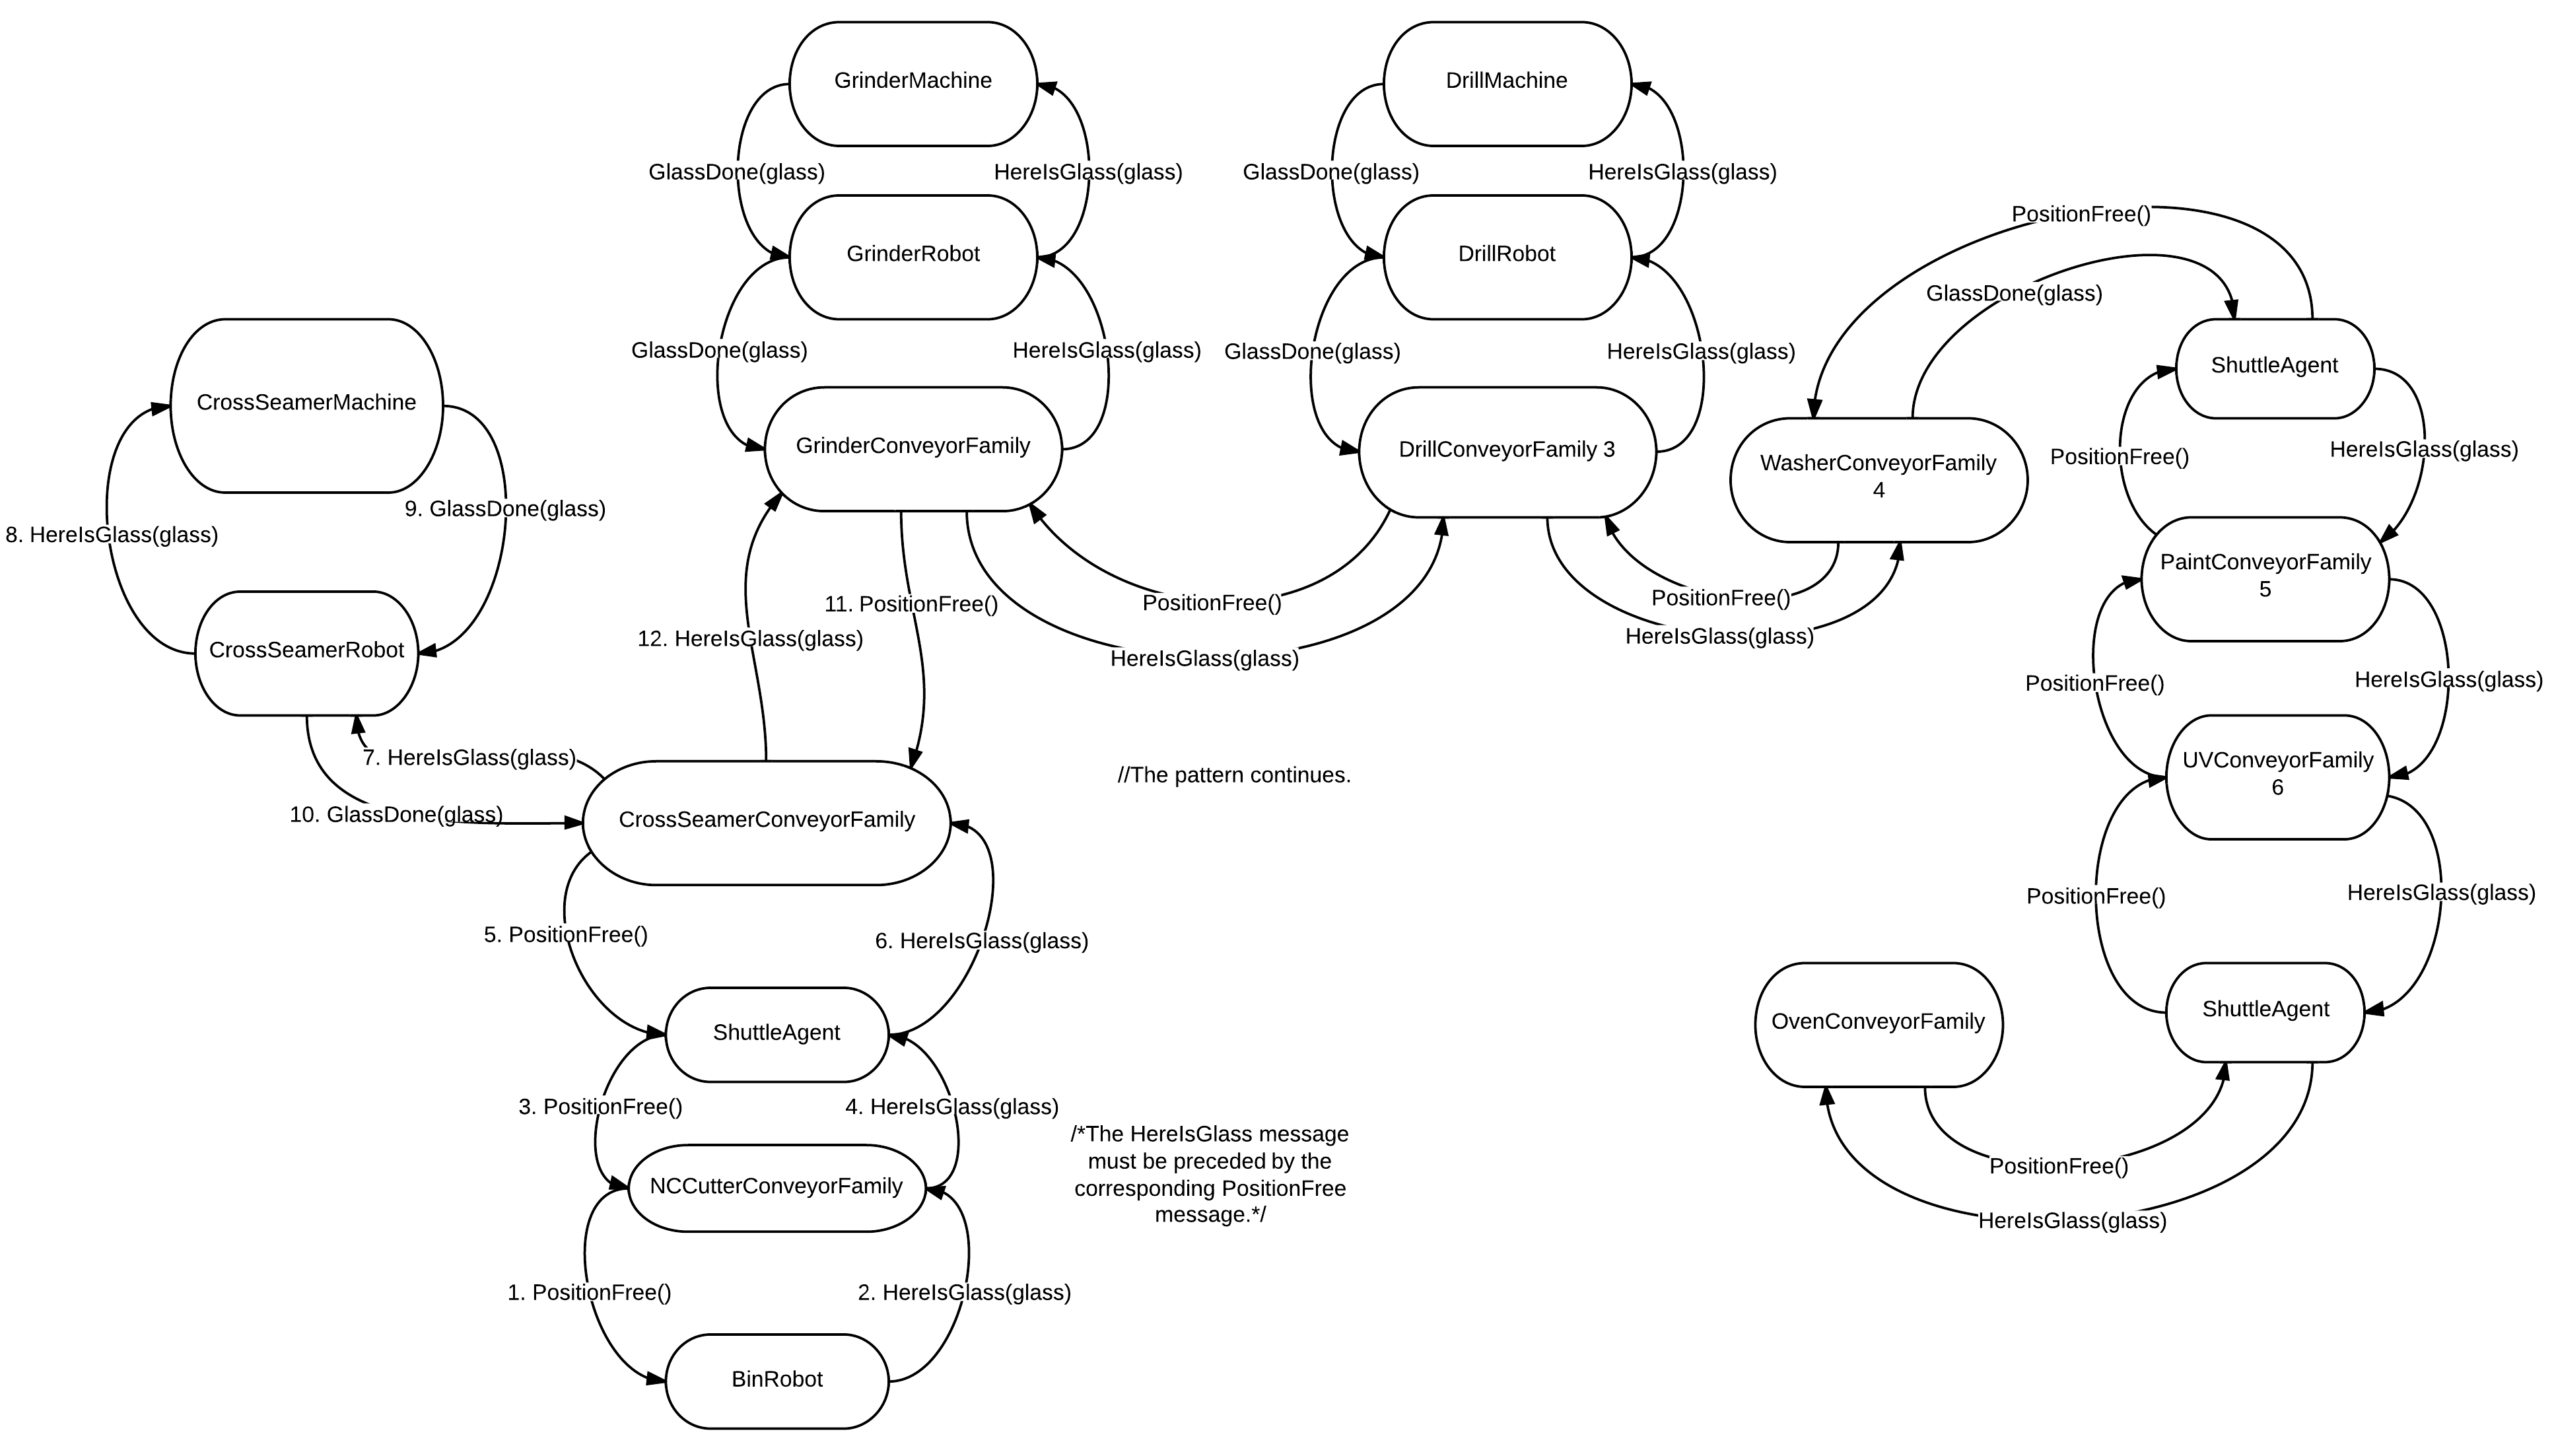 GrinderMachine
DrillMachine
GlassDone(glass)
HereIsGlass(glass)
GlassDone(glass)
HereIsGlass(glass)
GrinderRobot
DrillRobot
PositionFree()
GlassDone(glass)
GlassDone(glass)
HereIsGlass(glass)
GlassDone(glass)
HereIsGlass(glass)
ShuttleAgent
CrossSeamerMachine
GrinderConveyorFamily
DrillConveyorFamily 3
WasherConveyorFamily
4
PositionFree()
HereIsGlass(glass)
9. GlassDone(glass)
8. HereIsGlass(glass)
PaintConveyorFamily
5
11. PositionFree()
PositionFree()
PositionFree()
12. HereIsGlass(glass)
HereIsGlass(glass)
HereIsGlass(glass)
CrossSeamerRobot
PositionFree()
HereIsGlass(glass)
7. HereIsGlass(glass)
//The pattern continues.
UVConveyorFamily
6
10. GlassDone(glass)
CrossSeamerConveyorFamily
PositionFree()
HereIsGlass(glass)
5. PositionFree()
6. HereIsGlass(glass)
ShuttleAgent
OvenConveyorFamily
ShuttleAgent
3. PositionFree()
4. HereIsGlass(glass)
/*The HereIsGlass message
must be preceded by the
corresponding PositionFree
message.*/
PositionFree()
HereIsGlass(glass)
NCCutterConveyorFamily
1. PositionFree()
2. HereIsGlass(glass)
BinRobot